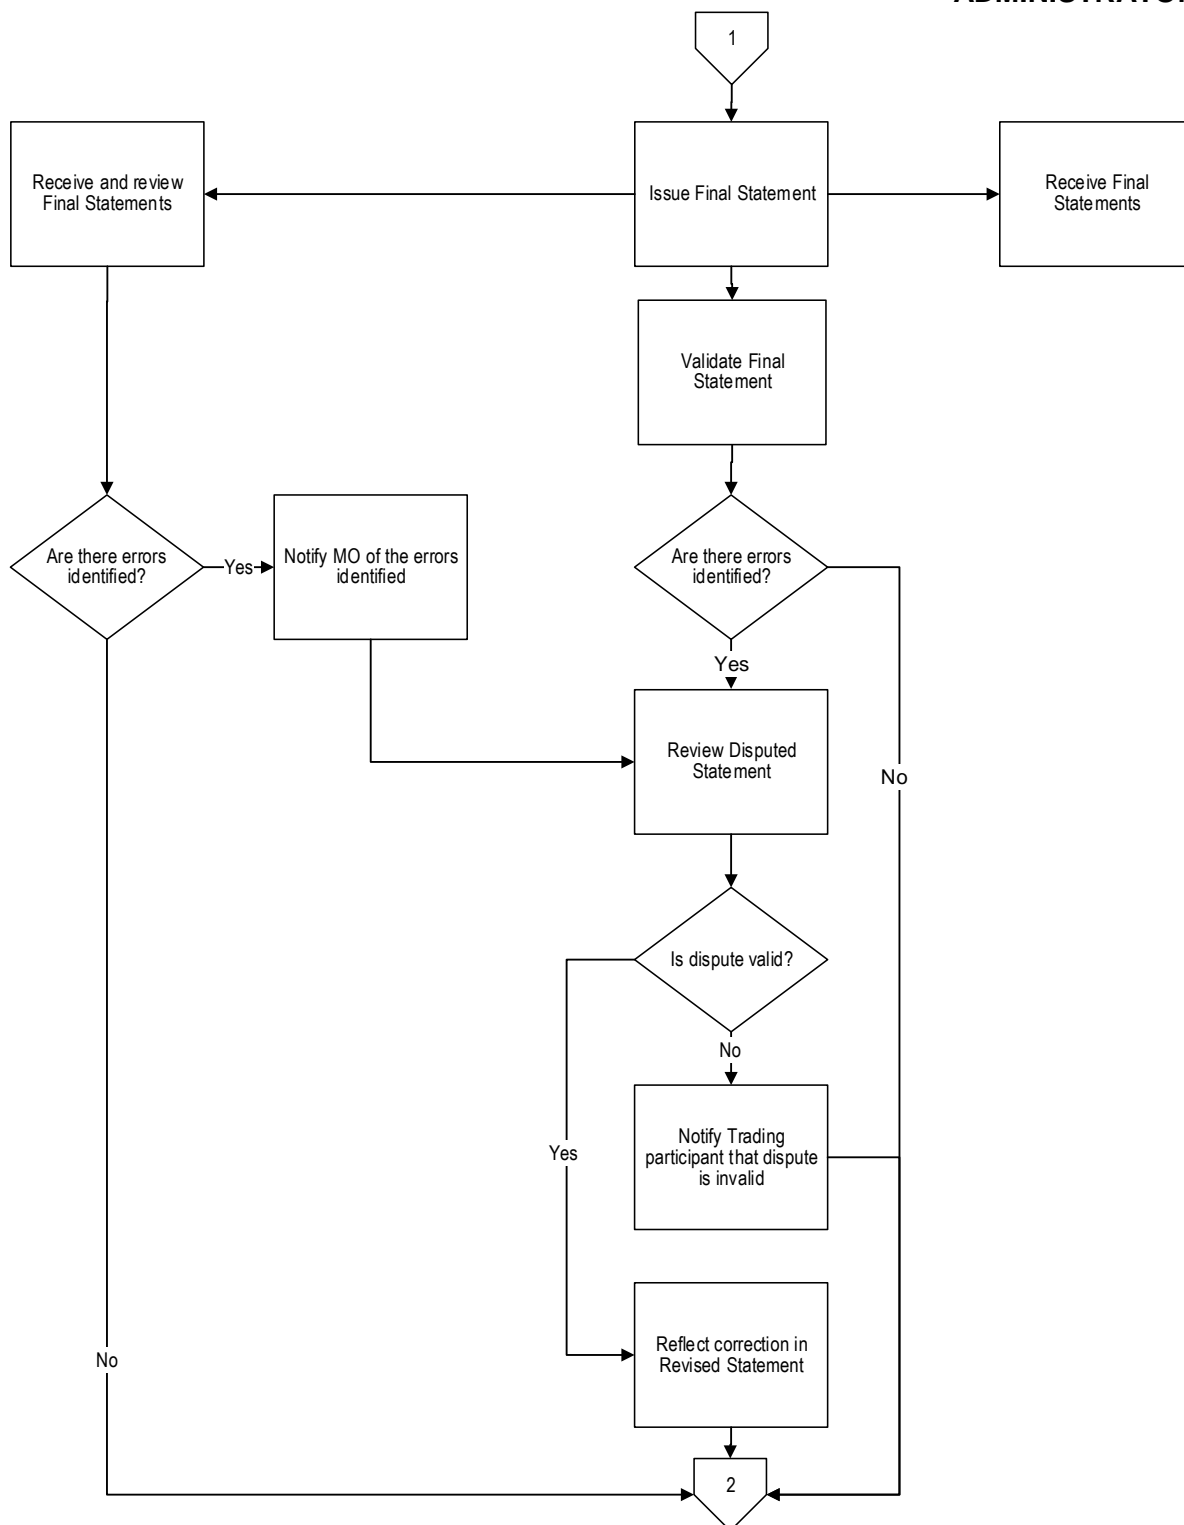 1
Receive and review
Final Statements
Issue Final Statement
Receive Final
Statements
Validate Final
Statement
Are there errors
identified?
Yes
Notify MO of the errors
identified
Are there errors
identified?
Yes
Review Disputed
Statement
No
Is dispute valid?
No
Yes
Notify Trading
participant that dispute
is invalid
No
Reflect correction in
Revised Statement
2